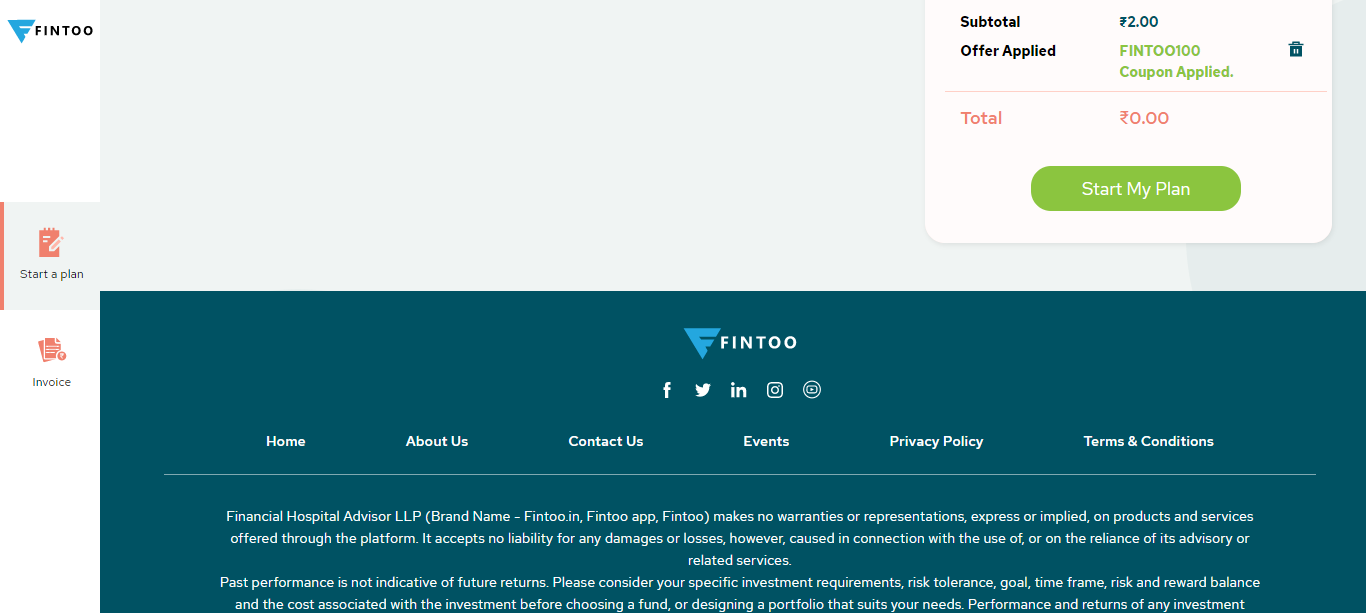 FINTOO
Subtotal ₹2.00
Offer Applied FINTOO100
Coupon Applied.
Total ₹0.00
Start My Plan
Start a plan
Invoice
FINTOO
Home About Us Contact Us Events Privacy Policy Terms & Conditions
Financial Hospital Advisor LLP (Brand Name - Fintoo.in, Fintoo app, Fintoo) makes no warranties or representations, express or implied, on products and services
offered through the platform. It accepts no liability for any damages or losses, however, caused in connection with the use of, or on the reliance of its advisory or
related services.
Past performance is not indicative of future returns. Please consider your specific investment requirements, risk tolerance, goal, time frame, risk and reward balance
and the cost associated with the investment before choosing a fund, or designing a portfolio that suits your needs. Performance and returns of any investment